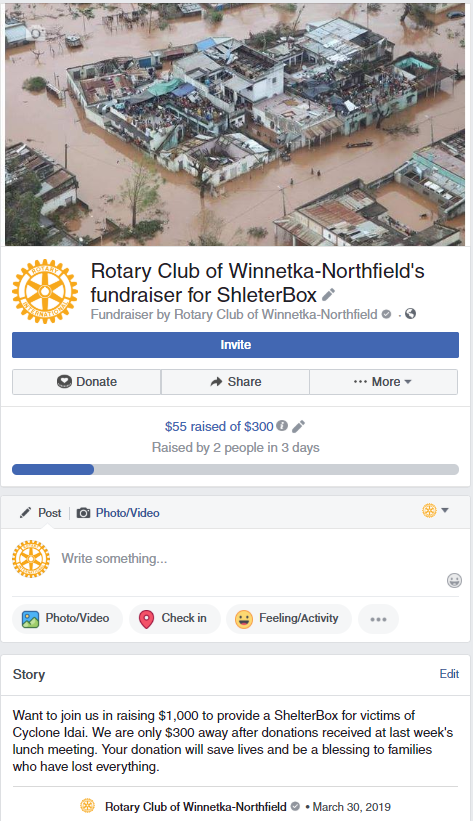 Rotary Club of Winnetka-Northfield's
fundraiser for ShleterBox
Fundraiser by Rotary Club of Winnetka-Northfield ·
Invite
Donate
Share
More
$55 raised of $300
Raised by 2 people in 3 days
Post
Photo/Video
Write something...
Photo/Video
Check in
Feeling/Activity
Story
Edit
Want to join us in raising $1,000 to provide a ShelterBox for victims of
Cyclone Idai. We are only $300 away after donations received at last week's
lunch meeting. Your donation will save lives and be a blessing to families
who have lost everything.
Rotary Club of Winnetka-Northfield • March 30, 2019